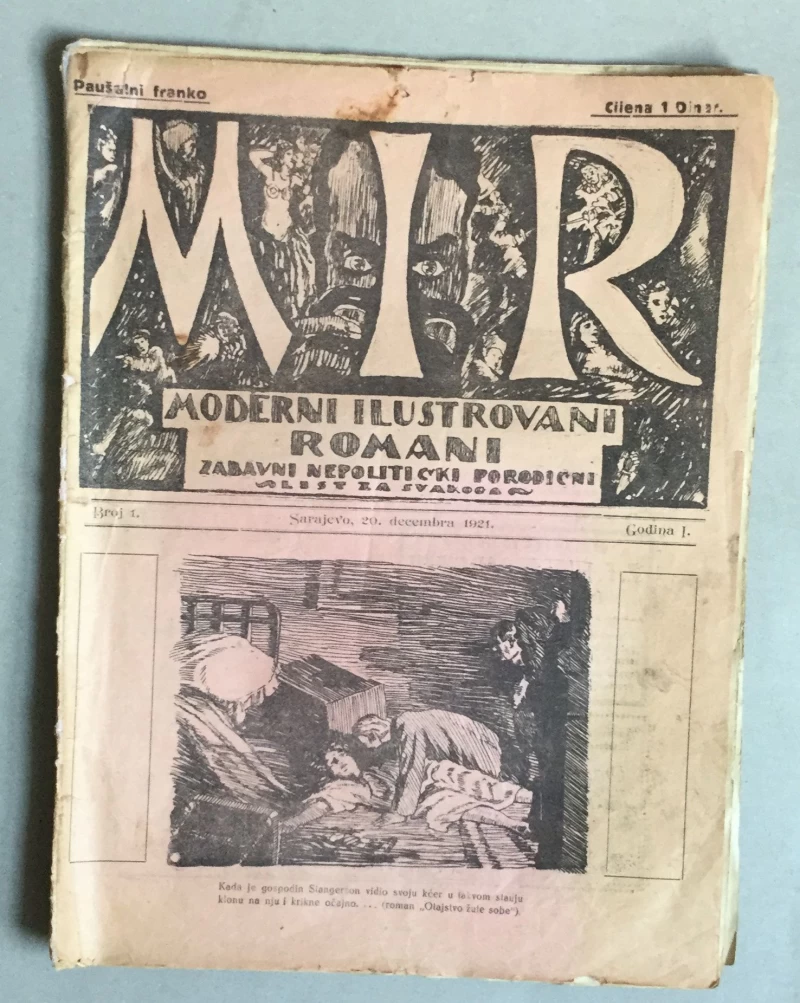 Paušalni franko
Cijena 1 Dinar.
MIR
MODERNI ILUSTROVANI
ROMANI
ZABAVNI NEPOLITIČKI PORODIČNI
LIST ZA SVAKOGA
Broj 1.
Sarajevo, 20. decembra 1921.
Godina I.
Kada je gospodin Stangerson vidio svoju kćer u takvom stanju
klonu na nju i krikne očajno. . . . (roman „Otajstvo žute sobe“).